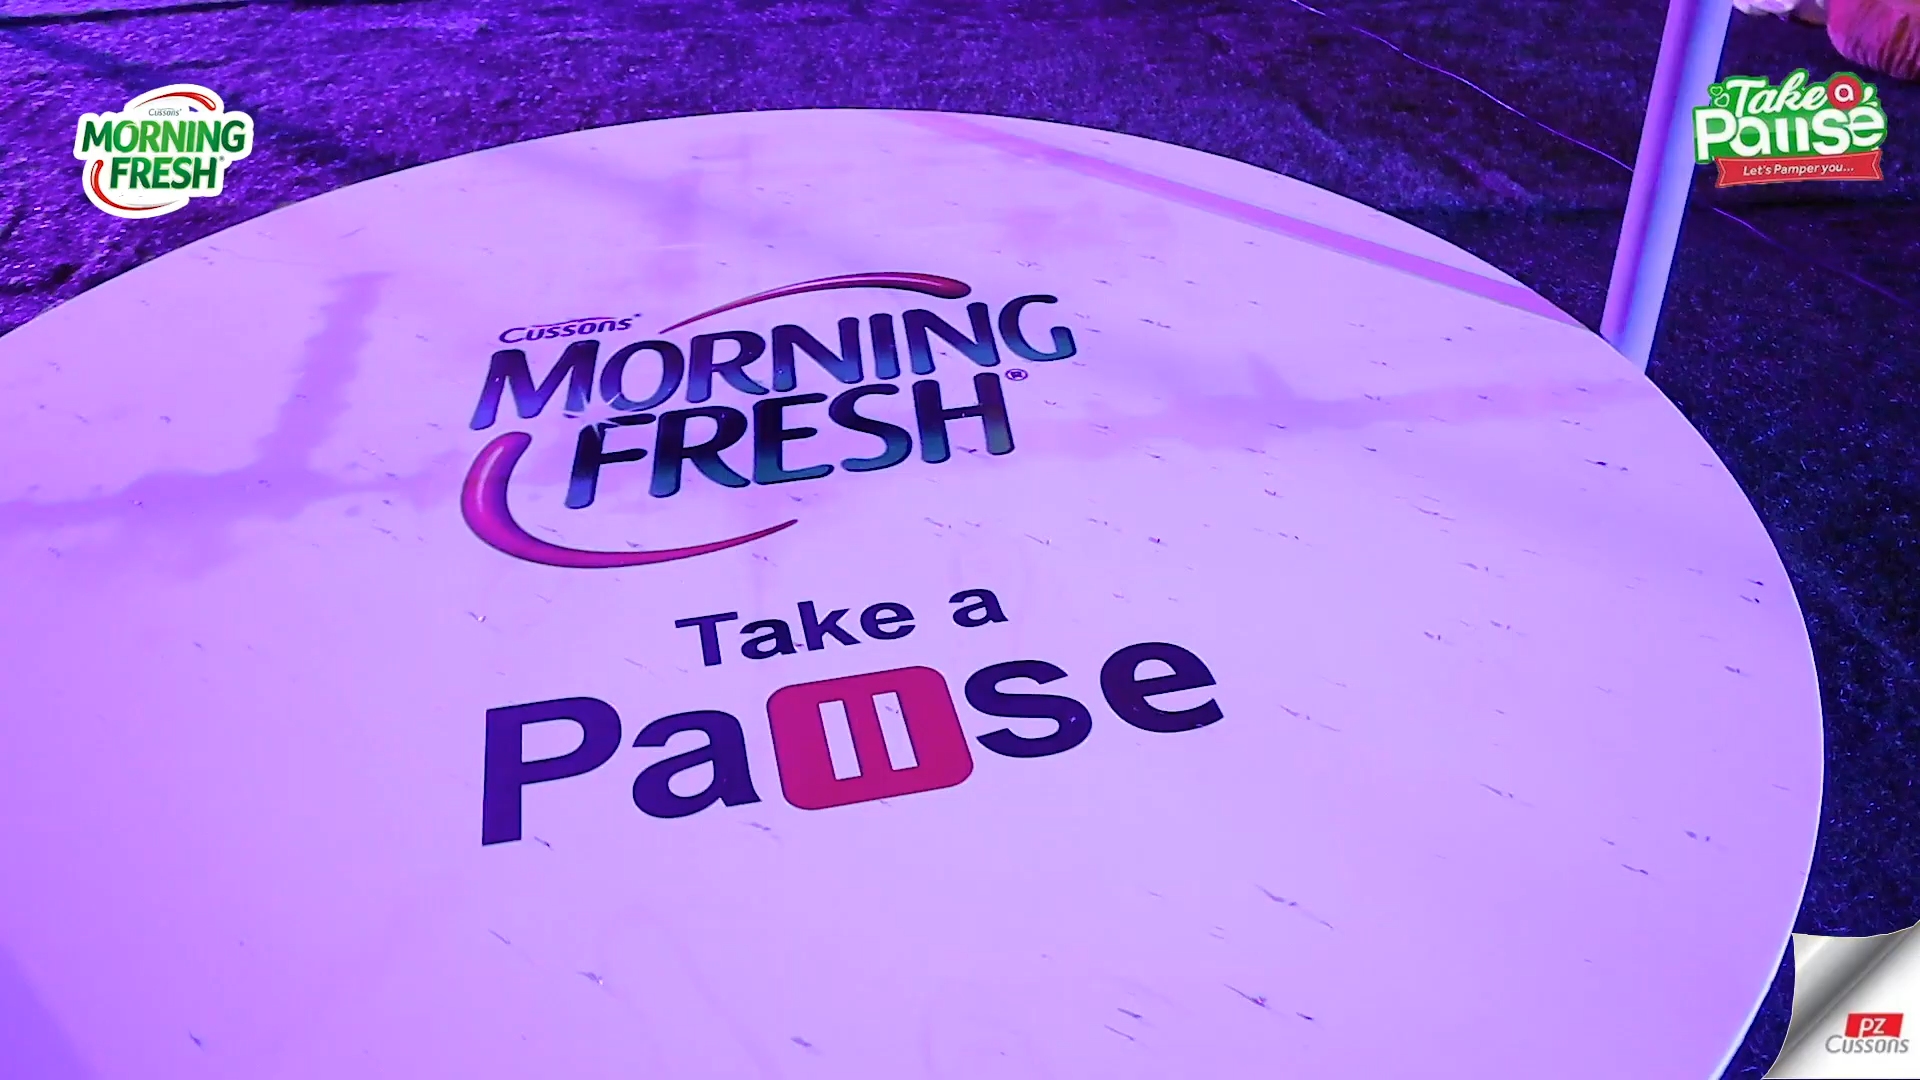 Cussons
MORNING
FRESH
Take a
Pause
Let's Pamper you...
Cussons
MORNING
FRESH®
Take a
Pause
PZ
Cussons